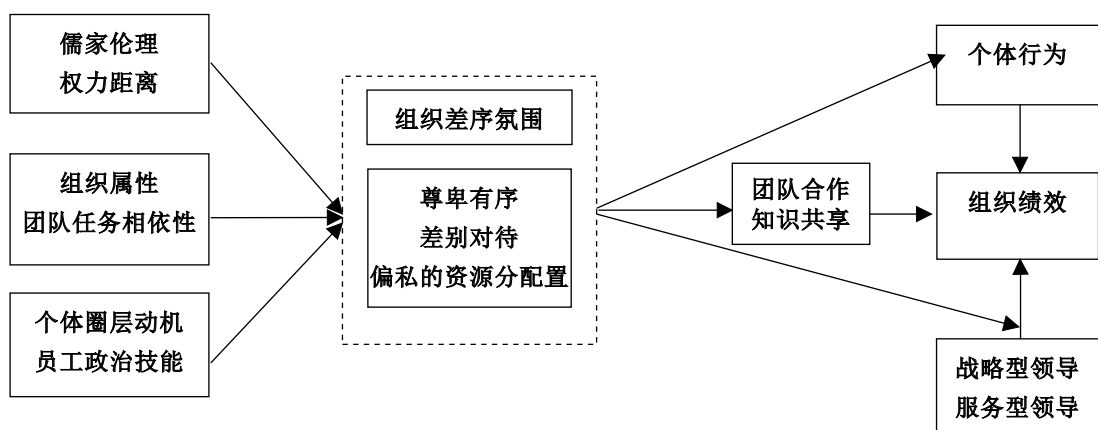 儒家伦理
权力距离
组织属性
团队任务相依性
个体圈层动机
员工政治技能
组织差序氛围
尊卑有序
差别对待
偏私的资源分配置
团队合作
知识共享
个体行为
组织绩效
战略型领导
服务型领导